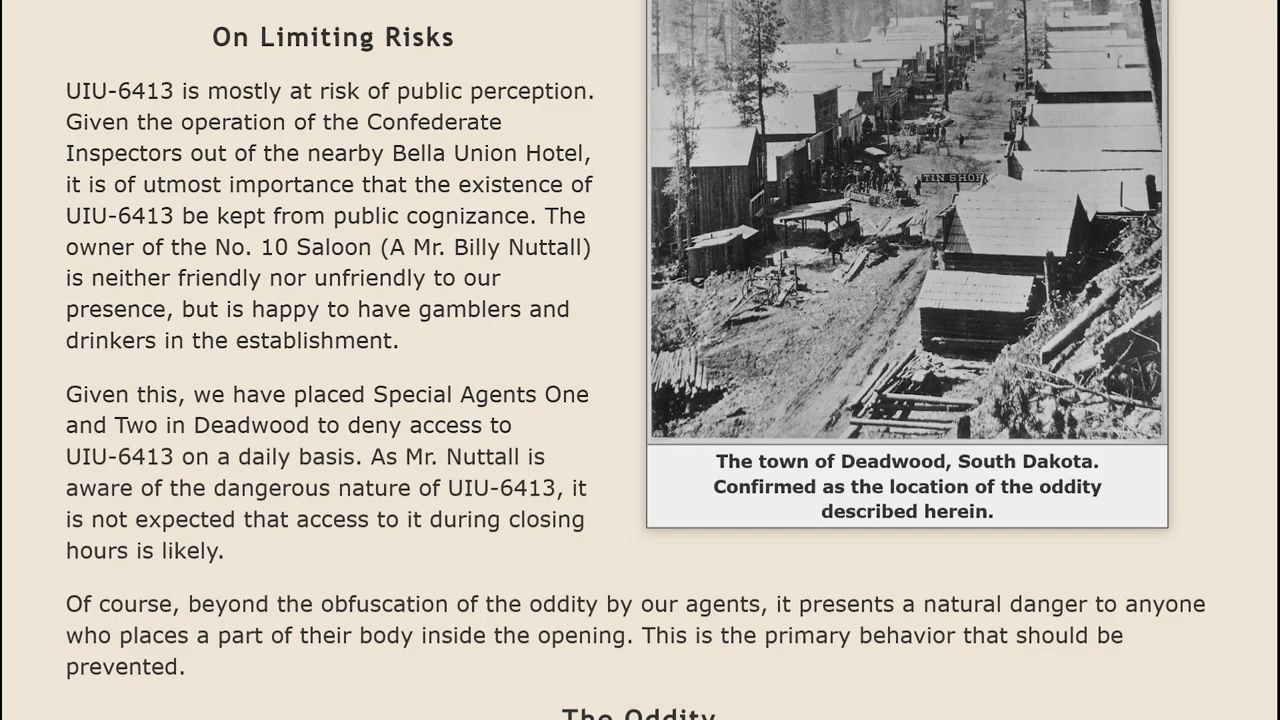 On Limiting Risks
UIU-6413 is mostly at risk of public perception.
Given the operation of the Confederate
Inspectors out of the nearby Bella Union Hotel,
it is of utmost importance that the existence of
UIU-6413 be kept from public cognizance. The
owner of the No. 10 Saloon (A Mr. Billy Nuttall)
is neither friendly nor unfriendly to our
presence, but is happy to have gamblers and
drinkers in the establishment.
Given this, we have placed Special Agents One
and Two in Deadwood to deny access to
UIU-6413 on a daily basis. As Mr. Nuttall is
aware of the dangerous nature of UIU-6413, it
is not expected that access to it during closing
hours is likely.
TIN SHOP
The town of Deadwood, South Dakota.
Confirmed as the location of the oddity
described herein.
Of course, beyond the obfuscation of the oddity by our agents, it presents a natural danger to anyone
who places a part of their body inside the opening. This is the primary behavior that should be
prevented.
The Oddity